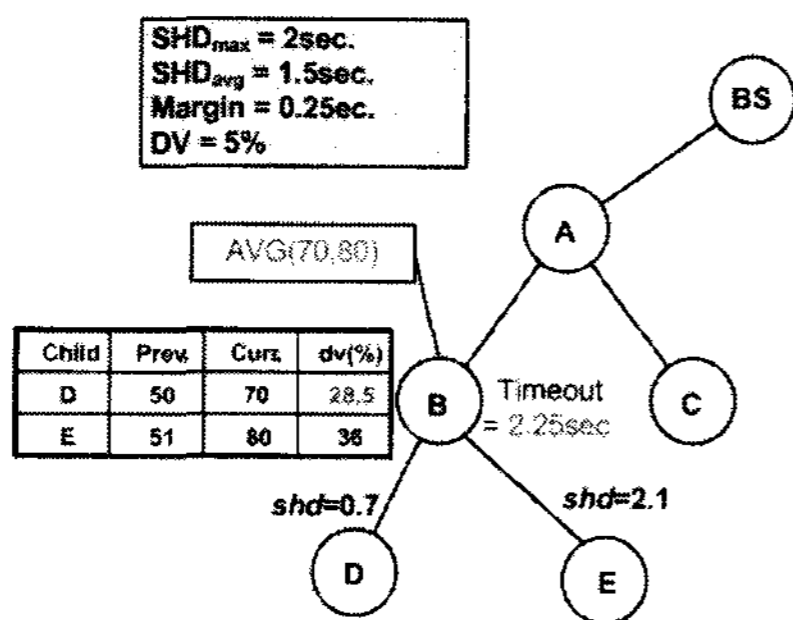 SHDmax = 2sec.
SHDavg = 1.5sec.
Margin = 0.25ec.
DV = 5%
BS
A
AVG(70,80)
Child Prev. Curr. dv(%)
D 50 70 28.5
E 51 80 36
B
Timeout
= 2.25sec
C
shd=0.7
shd=2.1
D
E